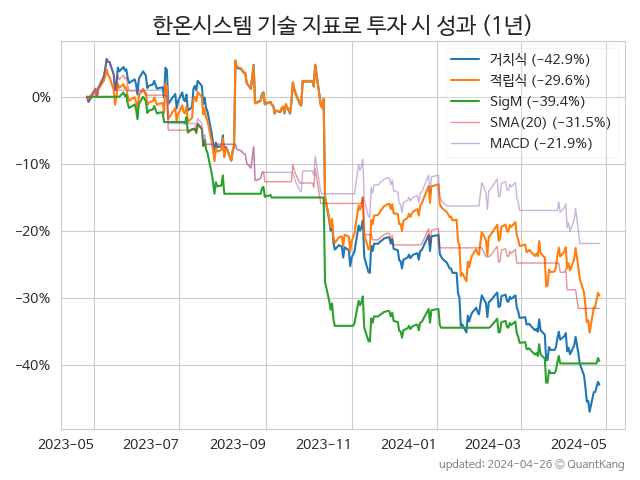 한온시스템 기술 지표로 투자 시 성과 (1년)
거치식 (−42.9%)
적립식 (−29.6%)
SigM (−39.4%)
SMA(20) (−31.5%)
MACD (−21.9%)
0%
−10%
−20%
−30%
−40%
2023-05 2023-07 2023-09 2023-11 2024-01 2024-03 2024-05
updated: 2024-04-26 © QuantKang